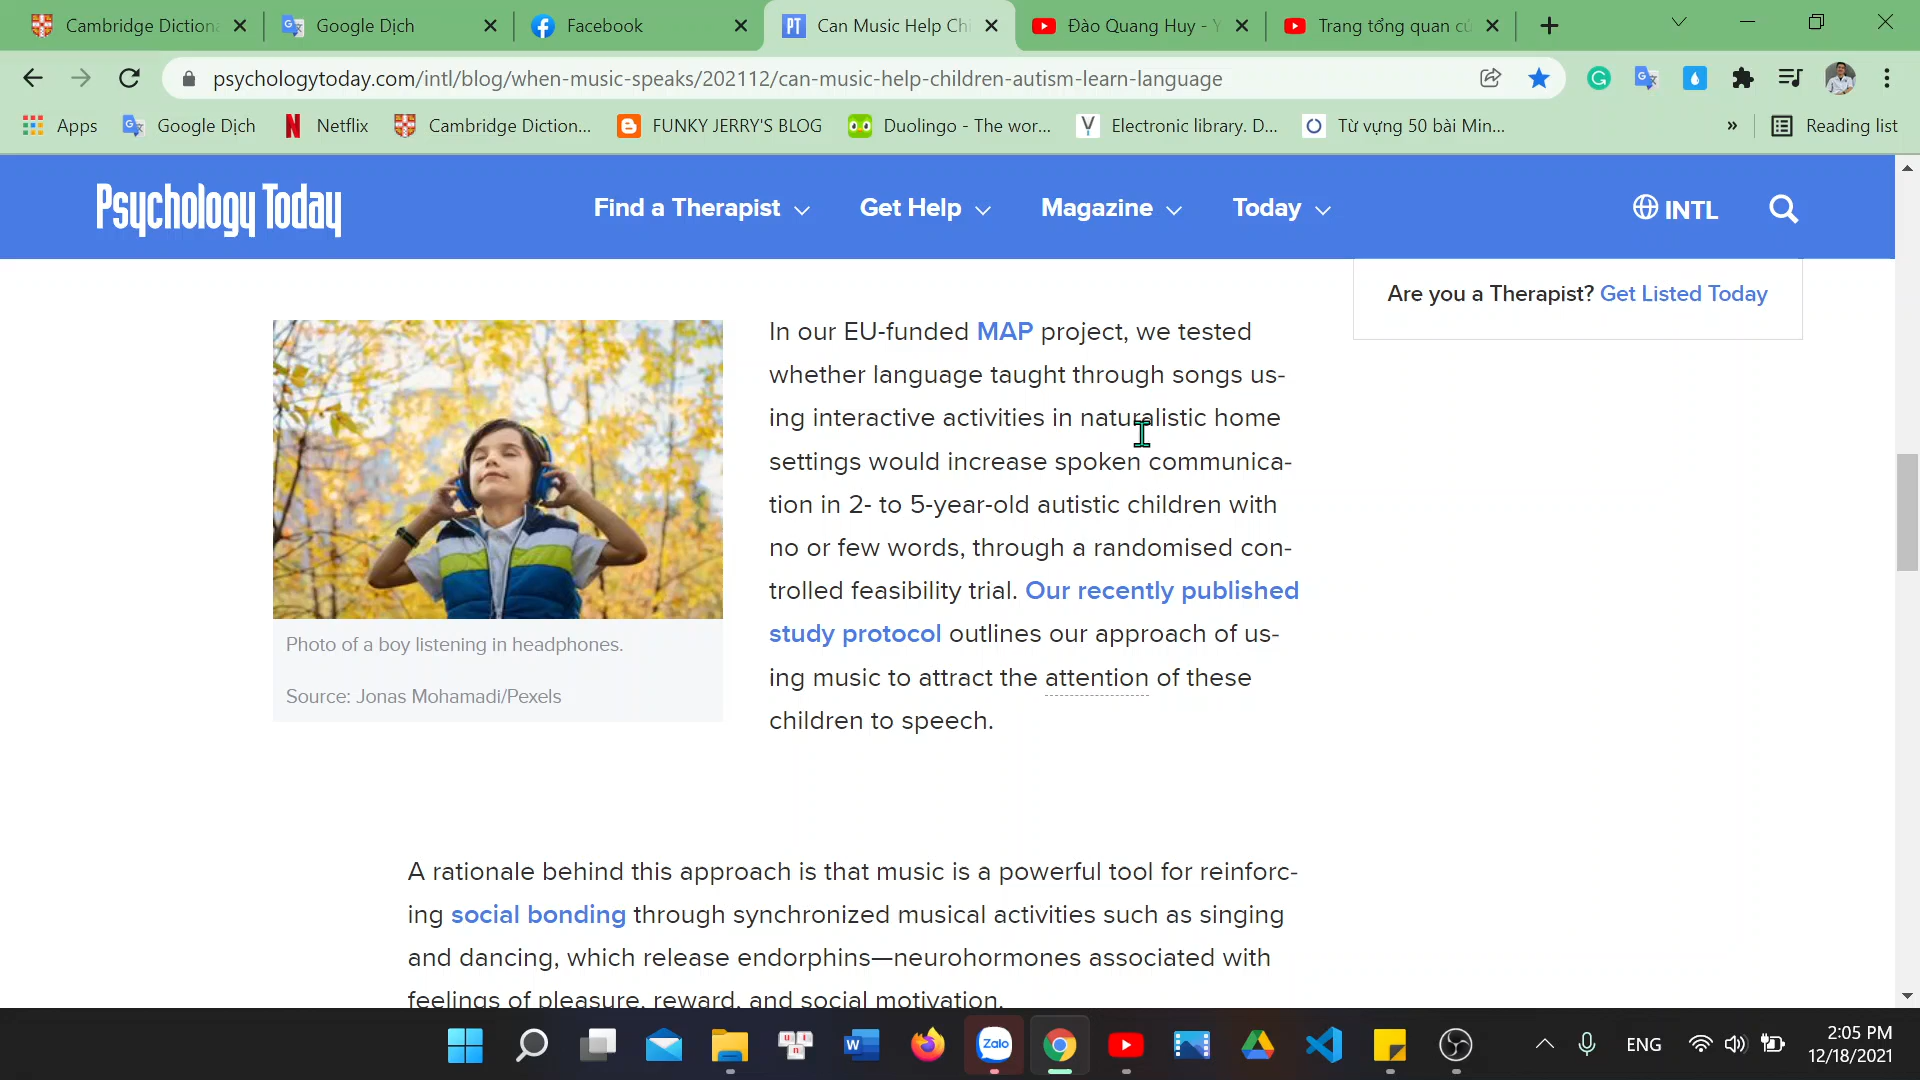 Cambridge Dictiona
Google Dịch
Facebook
Can Music Help Chi
Đào Quang Huy - Y
Trang tổng quan củ
psychologytoday.com/intl/blog/when-music-speaks/202112/can-music-help-children-autism-learn-language
Apps
Google Dịch
Netflix
Cambridge Diction...
FUNKY JERRY'S BLOG
Duolingo - The wor...
Electronic library. D...
Từ vựng 50 bài Min...
»
Reading list
Psychology Today
Find a Therapist
Get Help
Magazine
Today
INTL
Are you a Therapist? Get Listed Today
In our EU-funded MAP project, we tested
whether language taught through songs us-
ing interactive activities in naturalistic home
settings would increase spoken communica-
tion in 2- to 5-year-old autistic children with
no or few words, through a randomised con-
trolled feasibility trial. Our recently published
study protocol outlines our approach of us-
ing music to attract the attention of these
children to speech.
Photo of a boy listening in headphones.
Source: Jonas Mohamadi/Pexels
A rationale behind this approach is that music is a powerful tool for reinforc-
ing social bonding through synchronized musical activities such as singing
and dancing, which release endorphins—neurohormones associated with
feelings of pleasure, reward, and social motivation.
Zalo
ENG
2:05 PM
12/18/2021